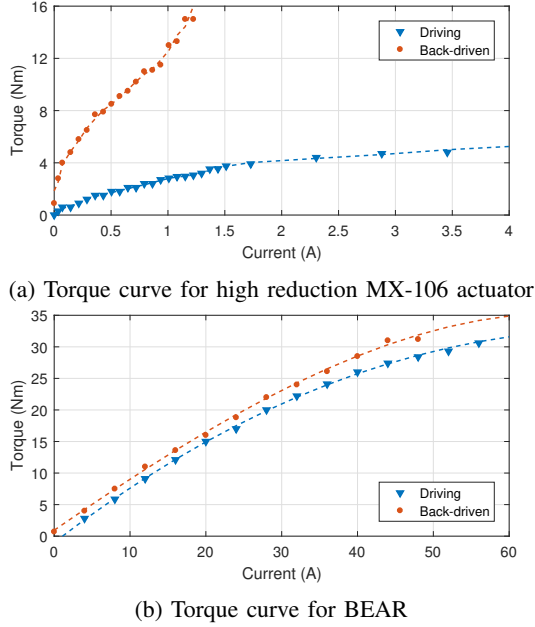 16
12
8
4
0
Torque (Nm)
Driving
Back-driven
0 0.5 1 1.5 2 2.5 3 3.5 4
Current (A)
(a) Torque curve for high reduction MX-106 actuator
35
30
25
20
15
10
5
0
Torque (Nm)
Driving
Back-driven
0 10 20 30 40 50 60
Current (A)
(b) Torque curve for BEAR